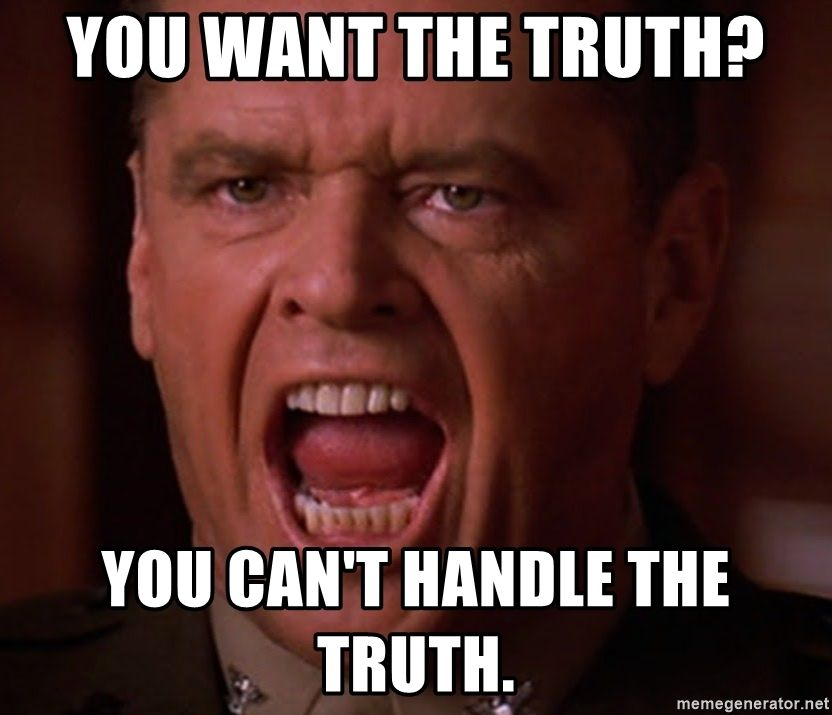 YOU WANT THE TRUTH?
YOU CAN'T HANDLE THE
TRUTH.
memegenerator.net